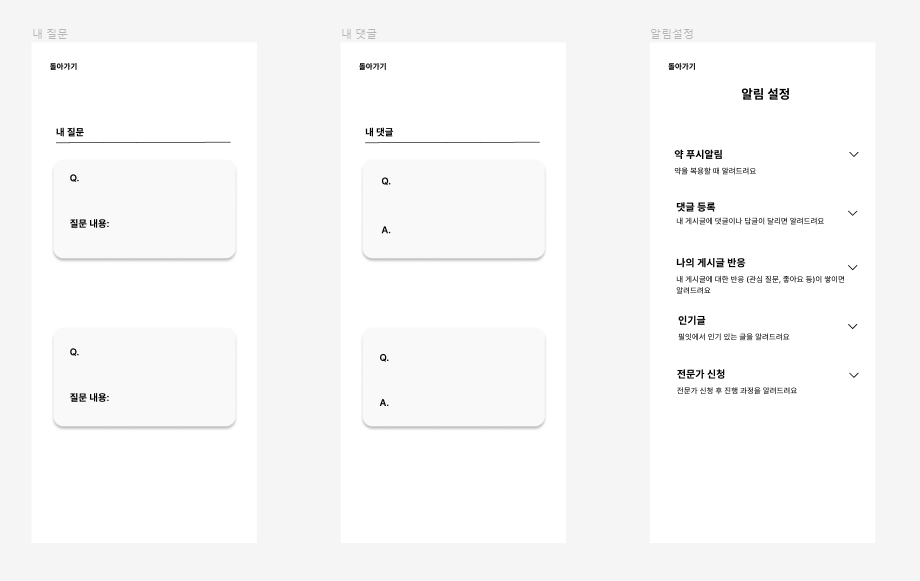 내 질문
돌아가기
내 질문
Q.
질문 내용:
Q.
질문 내용:
내 댓글
돌아가기
내 댓글
Q.
A.
Q.
A.
알림설정
돌아가기
알림 설정
약 푸시알림
약을 복용할 때 알려드려요
댓글 등록
내 게시글에 댓글이나 답글이 달리면 알려드려요
나의 게시글 반응
내 게시글에 대한 반응 (관심 질문, 좋아요 등)이 쌓이면
알려드려요
인기글
필잇에서 인기 있는 글을 알려드려요
전문가 신청
전문가 신청 후 진행 과정을 알려드려요